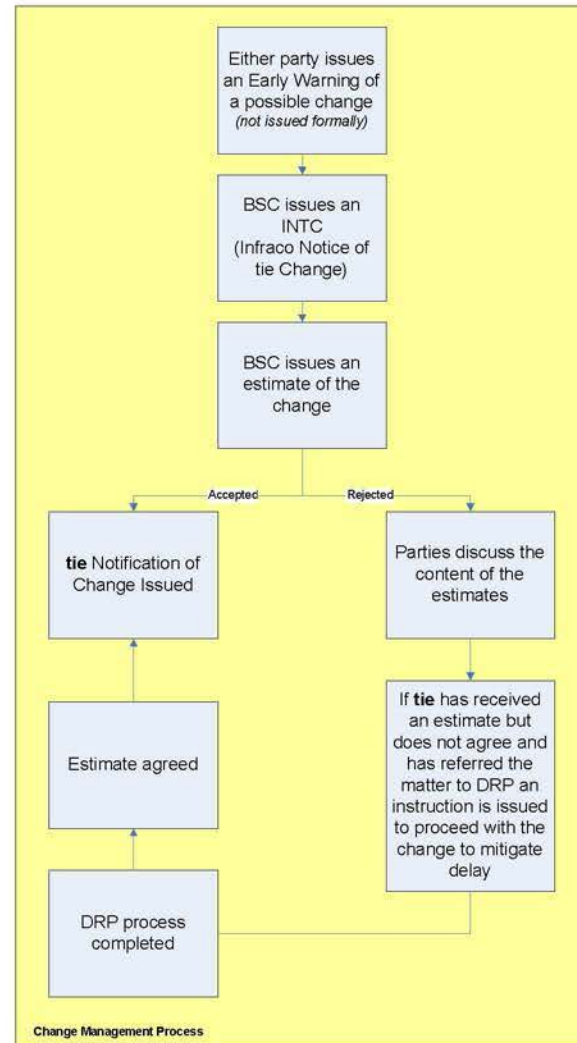 Either party issues
an Early Warning of
a possible change
(not issued formally)
BSC issues an
INTC
(Infraco Notice of
tie Change)
BSC issues an
estimate of the
change
Accepted
Rejected
tie Notification of
Change Issued
Parties discuss the
content of the
estimates
Estimate agreed
If tie has received
an estimate but
does not agree and
has referred the
matter to DRP an
instruction is issued
to proceed with the
change to mitigate
delay
DRP process
completed
Change Management Process